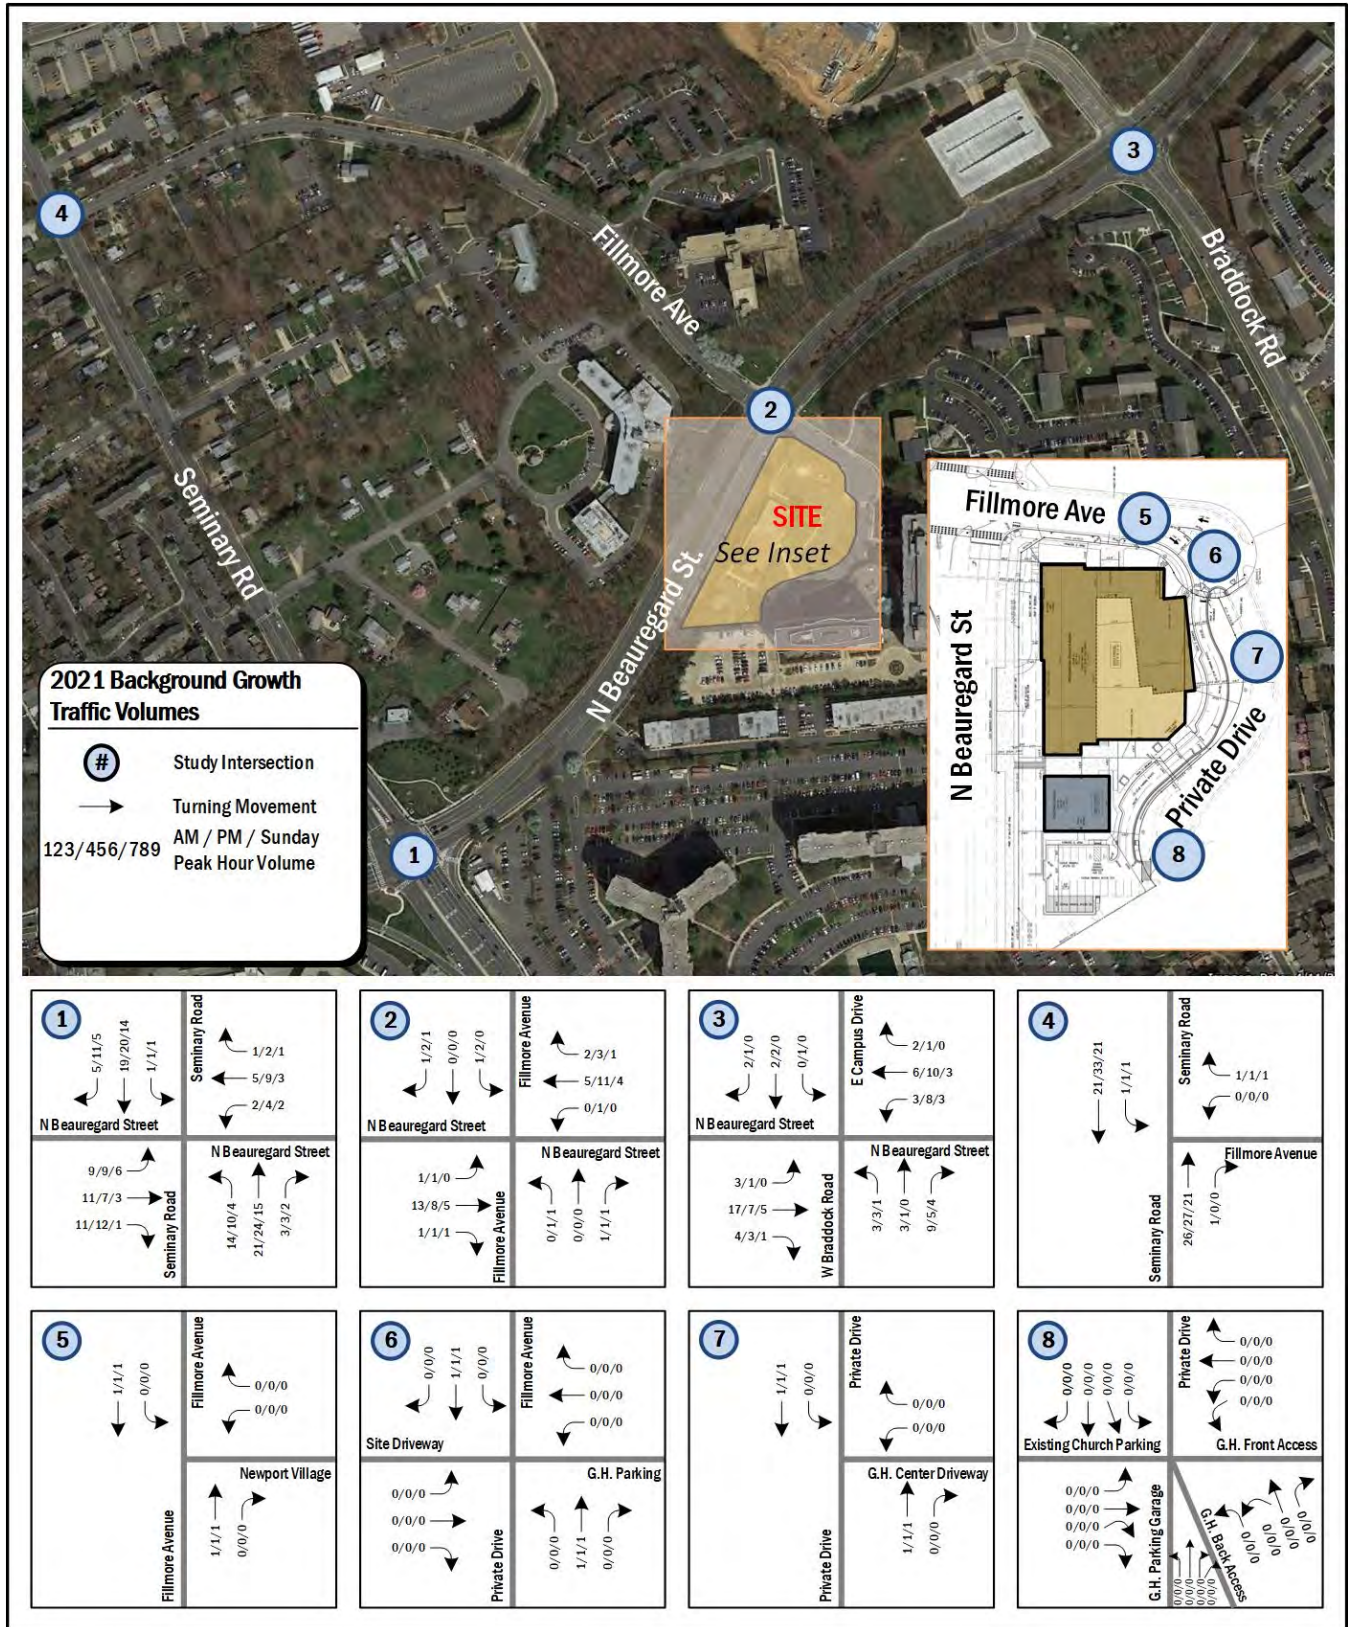 4
3
Fillmore Ave
Braddock Rd
2
Seminary Rd
SITE
See Inset
N Beauregard St.
1
Fillmore Ave
5
6
N Beauregard St
7
Private Drive
8
2021 Background Growth
Traffic Volumes
#
Study Intersection
Turning Movement
123/456/789
AM / PM / Sunday
Peak Hour Volume
1
5/11/5
19/20/14
1/1/1
Seminary Road
1/2/1
5/9/3
2/4/2
N Beauregard Street
N Beauregard Street
9/9/6
11/7/3
11/12/1
Seminary Road
14/10/4
21/24/15
3/3/2
2
1/2/1
0/0/0
1/2/0
Fillmore Avenue
2/3/1
5/11/4
0/1/0
N Beauregard Street
N Beauregard Street
1/1/0
13/8/5
1/1/1
Fillmore Avenue
0/1/1
0/0/0
1/1/1
3
2/1/0
2/2/0
0/1/0
E Campus Drive
2/1/0
6/10/3
3/8/3
N Beauregard Street
N Beauregard Street
3/1/0
17/7/5
4/3/1
W Braddock Road
3/3/1
3/1/0
9/5/4
4
21/33/21
1/1/1
Seminary Road
1/1/1
0/0/0
Fillmore Avenue
Seminary Road
26/27/21
1/0/0
5
1/1/1
0/0/0
Fillmore Avenue
0/0/0
0/0/0
Newport Village
Fillmore Avenue
1/1/1
0/0/0
6
0/0/0
1/1/1
0/0/0
Fillmore Avenue
0/0/0
0/0/0
0/0/0
Site Driveway
G.H. Parking
0/0/0
0/0/0
0/0/0
Private Drive
0/0/0
1/1/1
0/0/0
7
1/1/1
0/0/0
Private Drive
0/0/0
0/0/0
G.H. Center Driveway
Private Drive
1/1/1
0/0/0
8
0/0/0
0/0/0
0/0/0
0/0/0
Private Drive
0/0/0
0/0/0
0/0/0
0/0/0
Existing Church Parking
G.H. Front Access
0/0/0
0/0/0
0/0/0
0/0/0
G.H. Parking Garage
0/0/0
0/0/0
0/0/0
0/0/0
G.H. Back Access
0/0/0
0/0/0
0/0/0
0/0/0